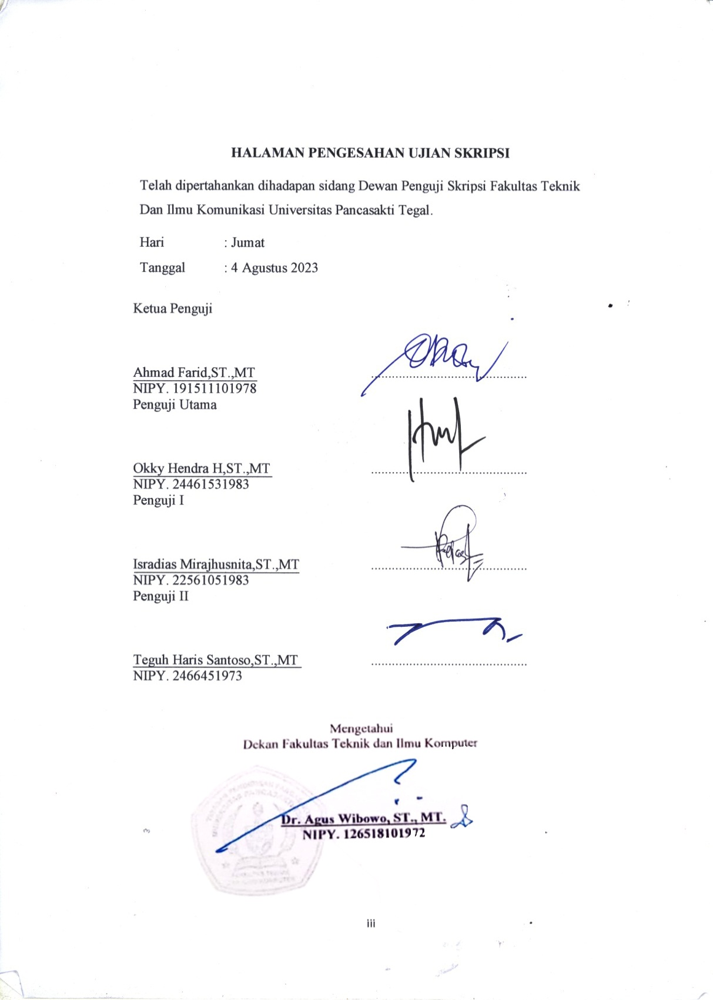 HALAMAN PENGESAHAN UJIAN SKRIPSI
Telah dipertahankan dihadapan sidang Dewan Penguji Skripsi Fakultas Teknik
Dan Ilmu Komunikasi Universitas Pancasakti Tegal.
Hari : Jumat
Tanggal : 4 Agustus 2023
Ketua Penguji
Ahmad Farid,ST.,MT ............................................
NIPY. 191511101978
Penguji Utama
Okky Hendra H,ST.,MT ............................................
NIPY. 24461531983
Penguji I
Isradias Mirajhusnita,ST.,MT ............................................
NIPY. 22561051983
Penguji II
Teguh Haris Santoso,ST.,MT ............................................
NIPY. 2466451973
Mengetahui
Dekan Fakultas Teknik dan Ilmu Komputer
Dr. Agus Wibowo, ST., MT.
NIPY. 126518101972
iii